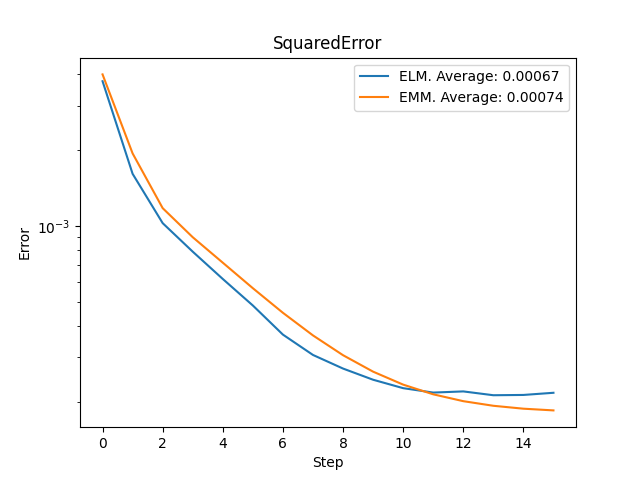 SquaredError
ELM. Average: 0.00067
EMM. Average: 0.00074
10⁻³
Error
0 2 4 6 8 10 12 14
Step